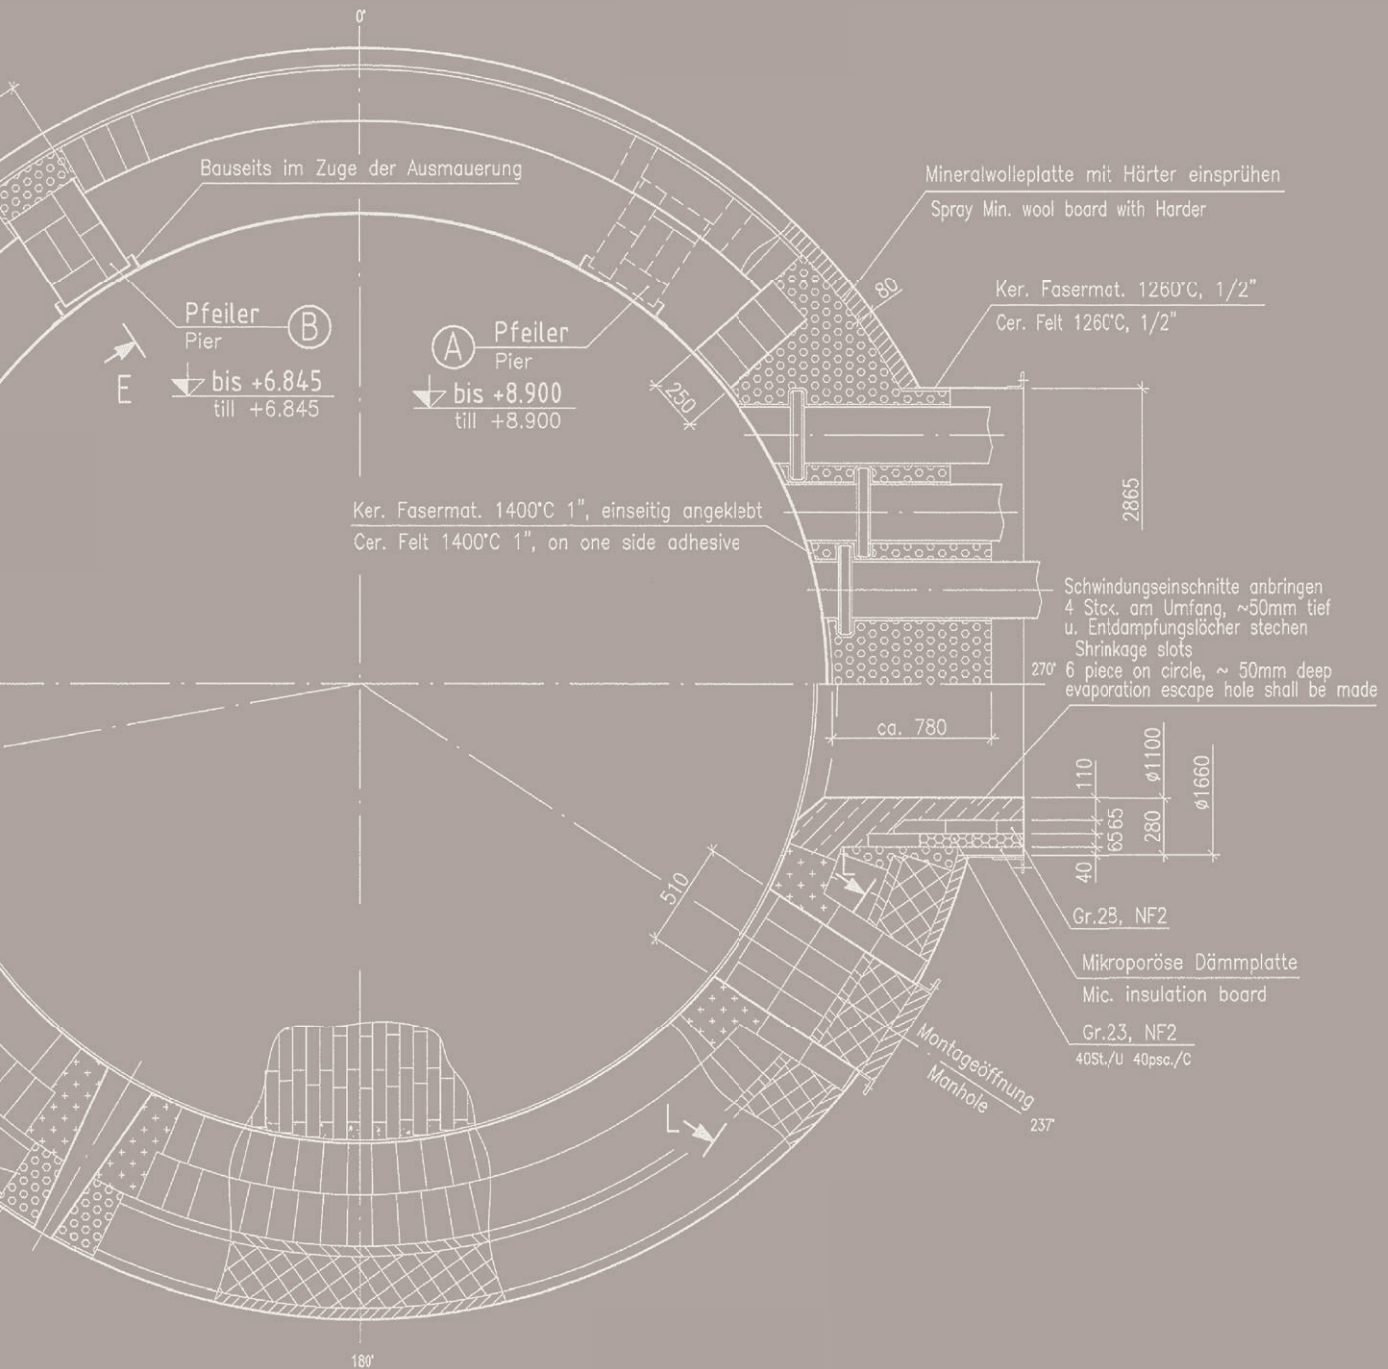 0°
Bauseits im Zuge der Ausmauerung
Mineralwolleplatte mit Härter einsprühen
Spray Min. wool board with Harder
80
Ker. Fasermat. 1260°C, 1/2"
Cer. Felt 1260°C, 1/2"
Pfeiler
Pier
B
A
Pfeiler
Pier
E
bis +6.845
till +6.845
bis +8.900
till +8.900
250
2865
Ker. Fasermat. 1400°C 1", einseitig angeklebt
Cer. Felt 1400°C 1", on one side adhesive
Schwindungseinschnitte anbringen
4 Stck. am Umfang, ~50mm tief
u. Entdampfungslöcher stechen
Shrinkage slots
270° 6 piece on circle, ~ 50mm deep
evaporation escape hole shall be made
ca. 780
110
ø1100
ø1660
6565
280
40
L
510
Gr.28, NF2
Mikroporöse Dämmplatte
Mic. insulation board
Gr.23, NF2
40St./U 40psc./C
Montageöffnung
Manhole
237°
L
180°